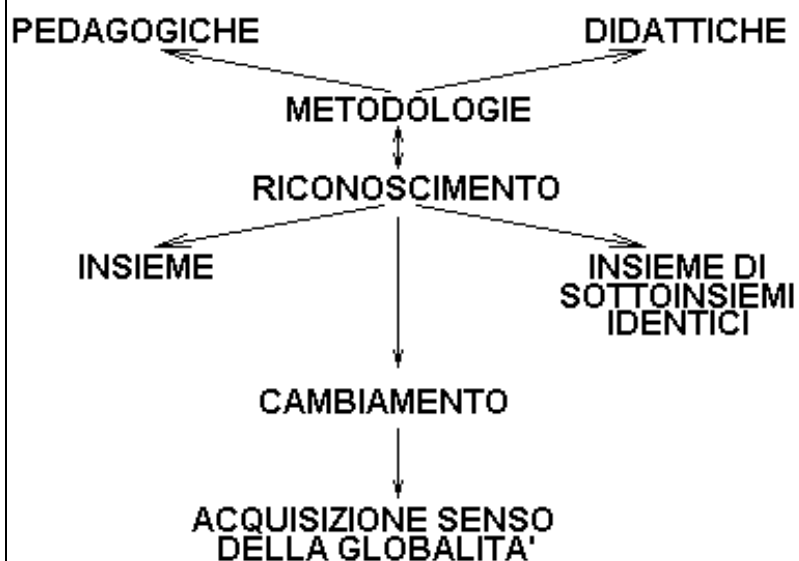 PEDAGOGICHE DIDATTICHE
METODOLOGIE
RICONOSCIMENTO
INSIEME
INSIEME DI
SOTTOINSIEMI
IDENTICI
CAMBIAMENTO
ACQUISIZIONE SENSO
DELLA GLOBALITA'